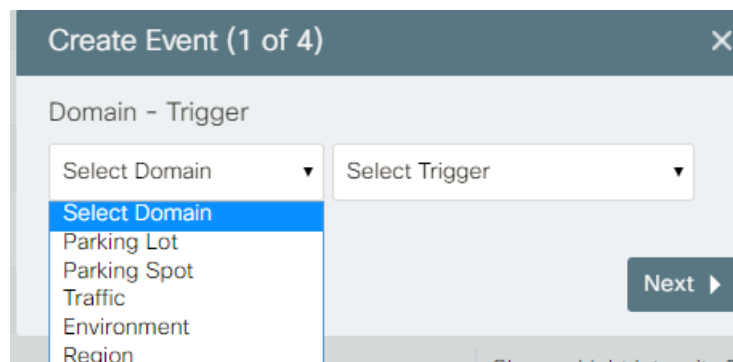 Create Event (1 of 4)
Domain - Trigger
Select Domain
Select Trigger
Select Domain
Parking Lot
Parking Spot
Traffic
Environment
Region
Next